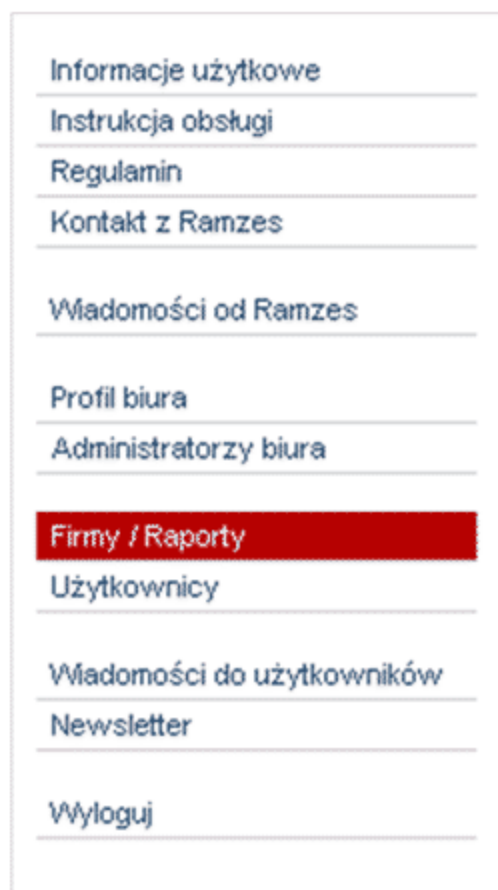 Informacje użytkowe
Instrukcja obsługi
Regulamin
Kontakt z Ramzes
Wiadomości od Ramzes
Profil biura
Administratorzy biura
Firmy / Raporty
Użytkownicy
Wiadomości do użytkowników
Newsletter
Wyloguj